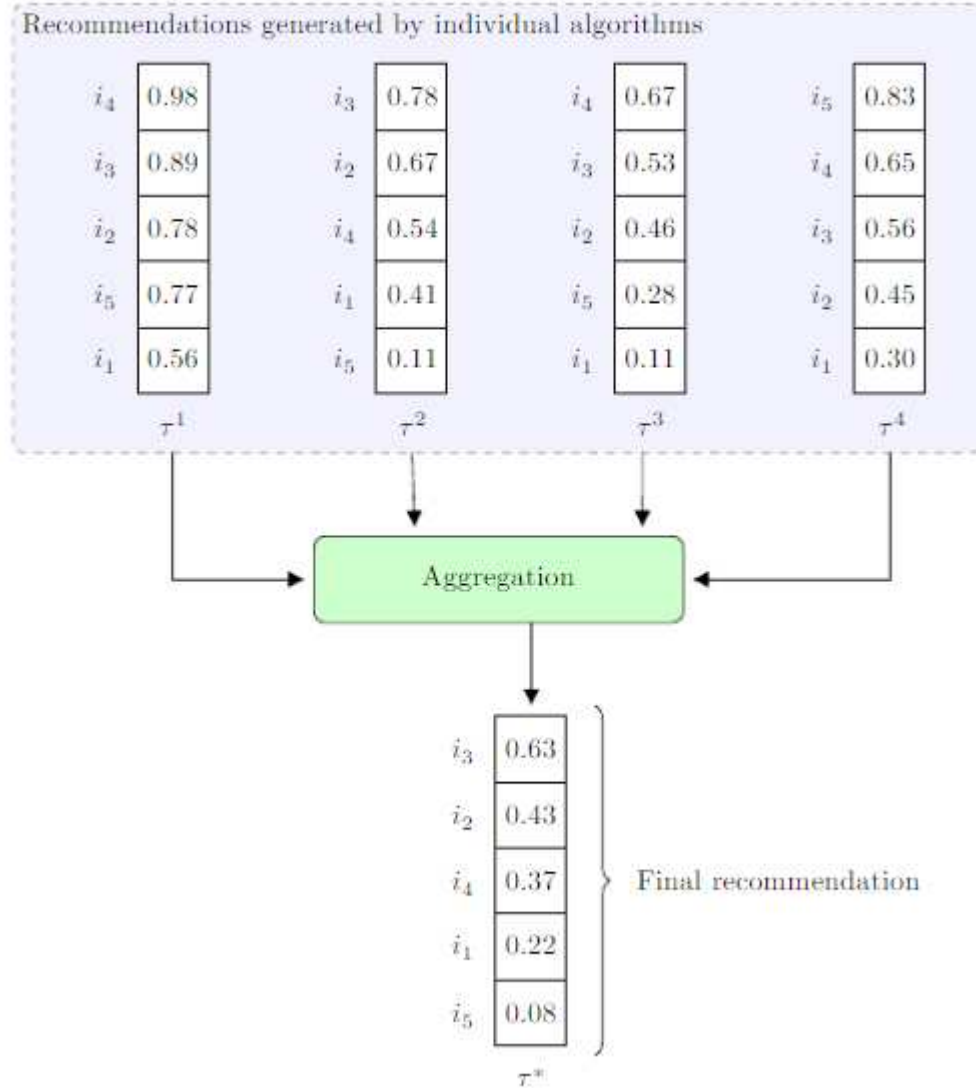 Recommendations generated by individual algorithms
i₄ 0.98 i₃ 0.78 i₄ 0.67 i₅ 0.83
i₃ 0.89 i₂ 0.67 i₃ 0.53 i₄ 0.65
i₂ 0.78 i₄ 0.54 i₂ 0.46 i₃ 0.56
i₅ 0.77 i₁ 0.41 i₅ 0.28 i₂ 0.45
i₁ 0.56 i₅ 0.11 i₁ 0.11 i₁ 0.30
τ¹ τ² τ³ τ⁴
Aggregation
i₃ 0.63
i₂ 0.43
i₄ 0.37 Final recommendation
i₁ 0.22
i₅ 0.08
τ*